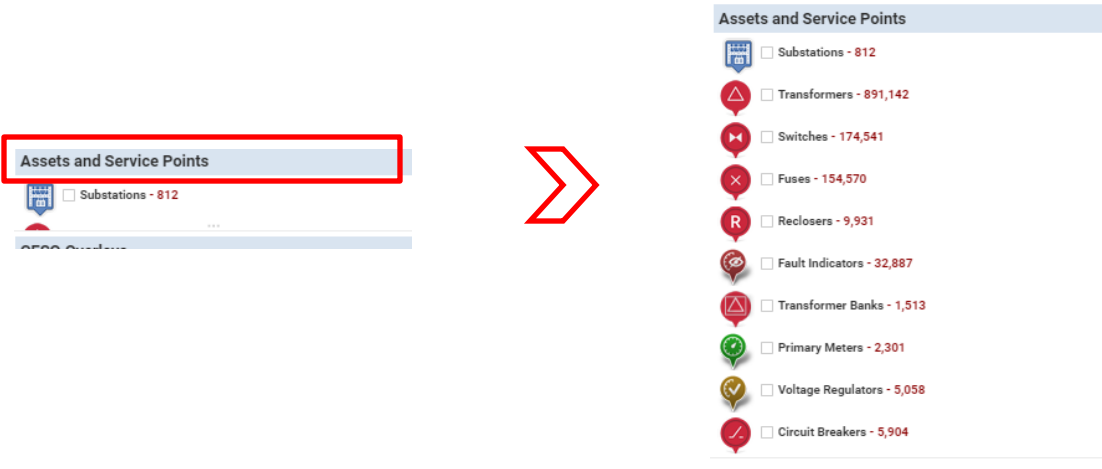 Assets and Service Points
Substations - 812
Assets and Service Points
Substations - 812
Transformers - 891,142
Switches - 174,541
Fuses - 154,570
R Reclosers - 9,931
Fault Indicators - 32,887
Transformer Banks - 1,513
Primary Meters - 2,301
Voltage Regulators - 5,058
Circuit Breakers - 5,904